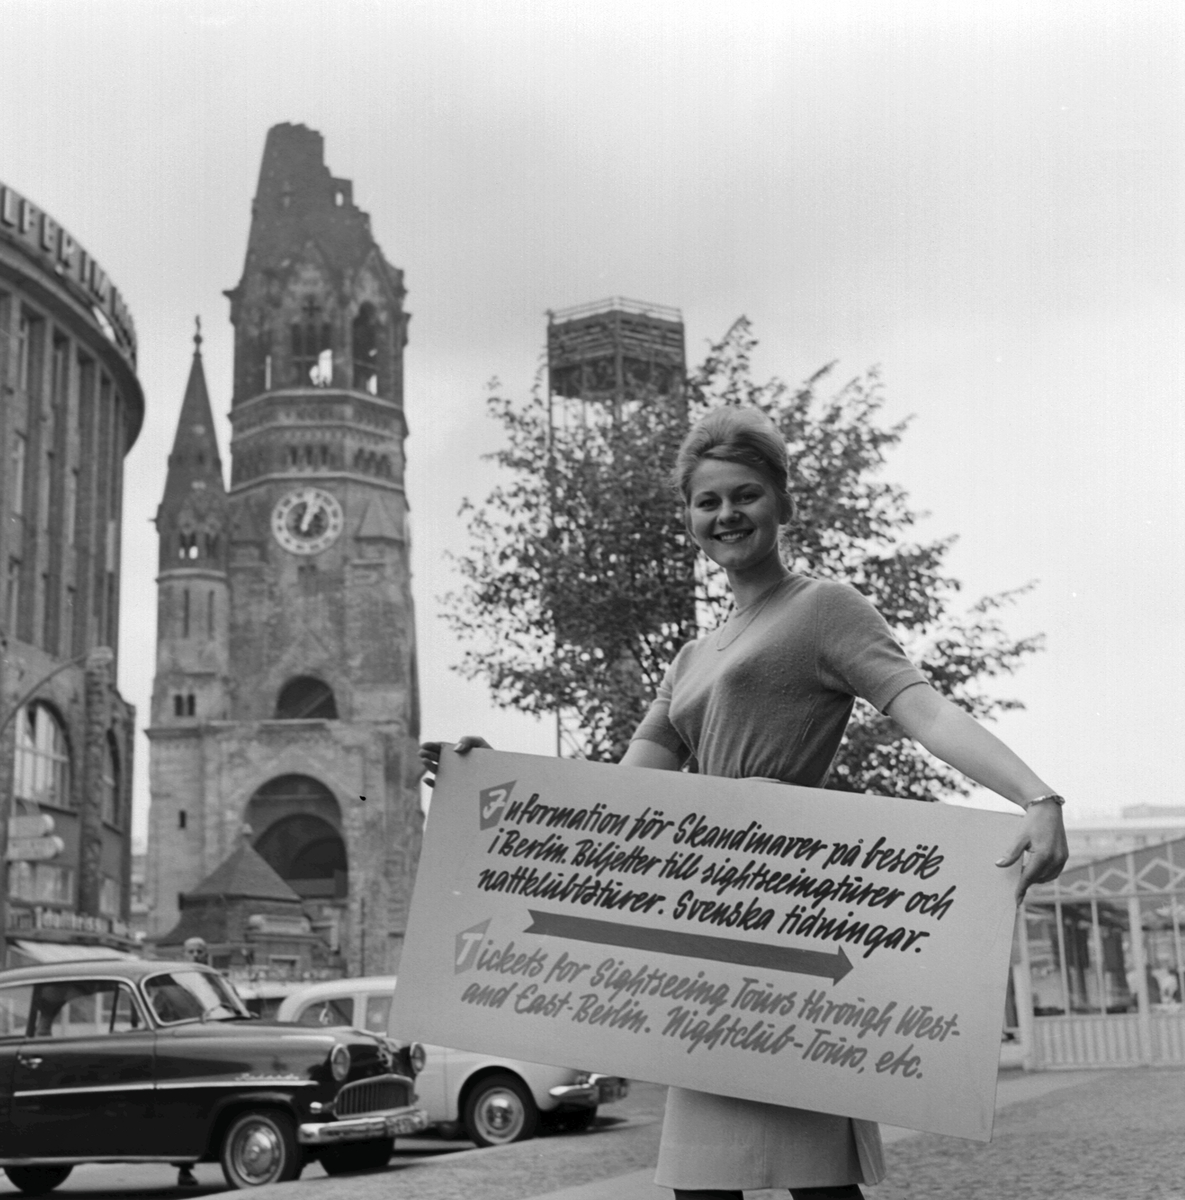 Information för Skandinaver på besök
i Berlin. Biljetter till sightseeingturer och
nattklubbsturer. Svenska tidningar.
Tickets for Sightseeing Tours through West-
and East-Berlin. Nightclub-Tours, etc.